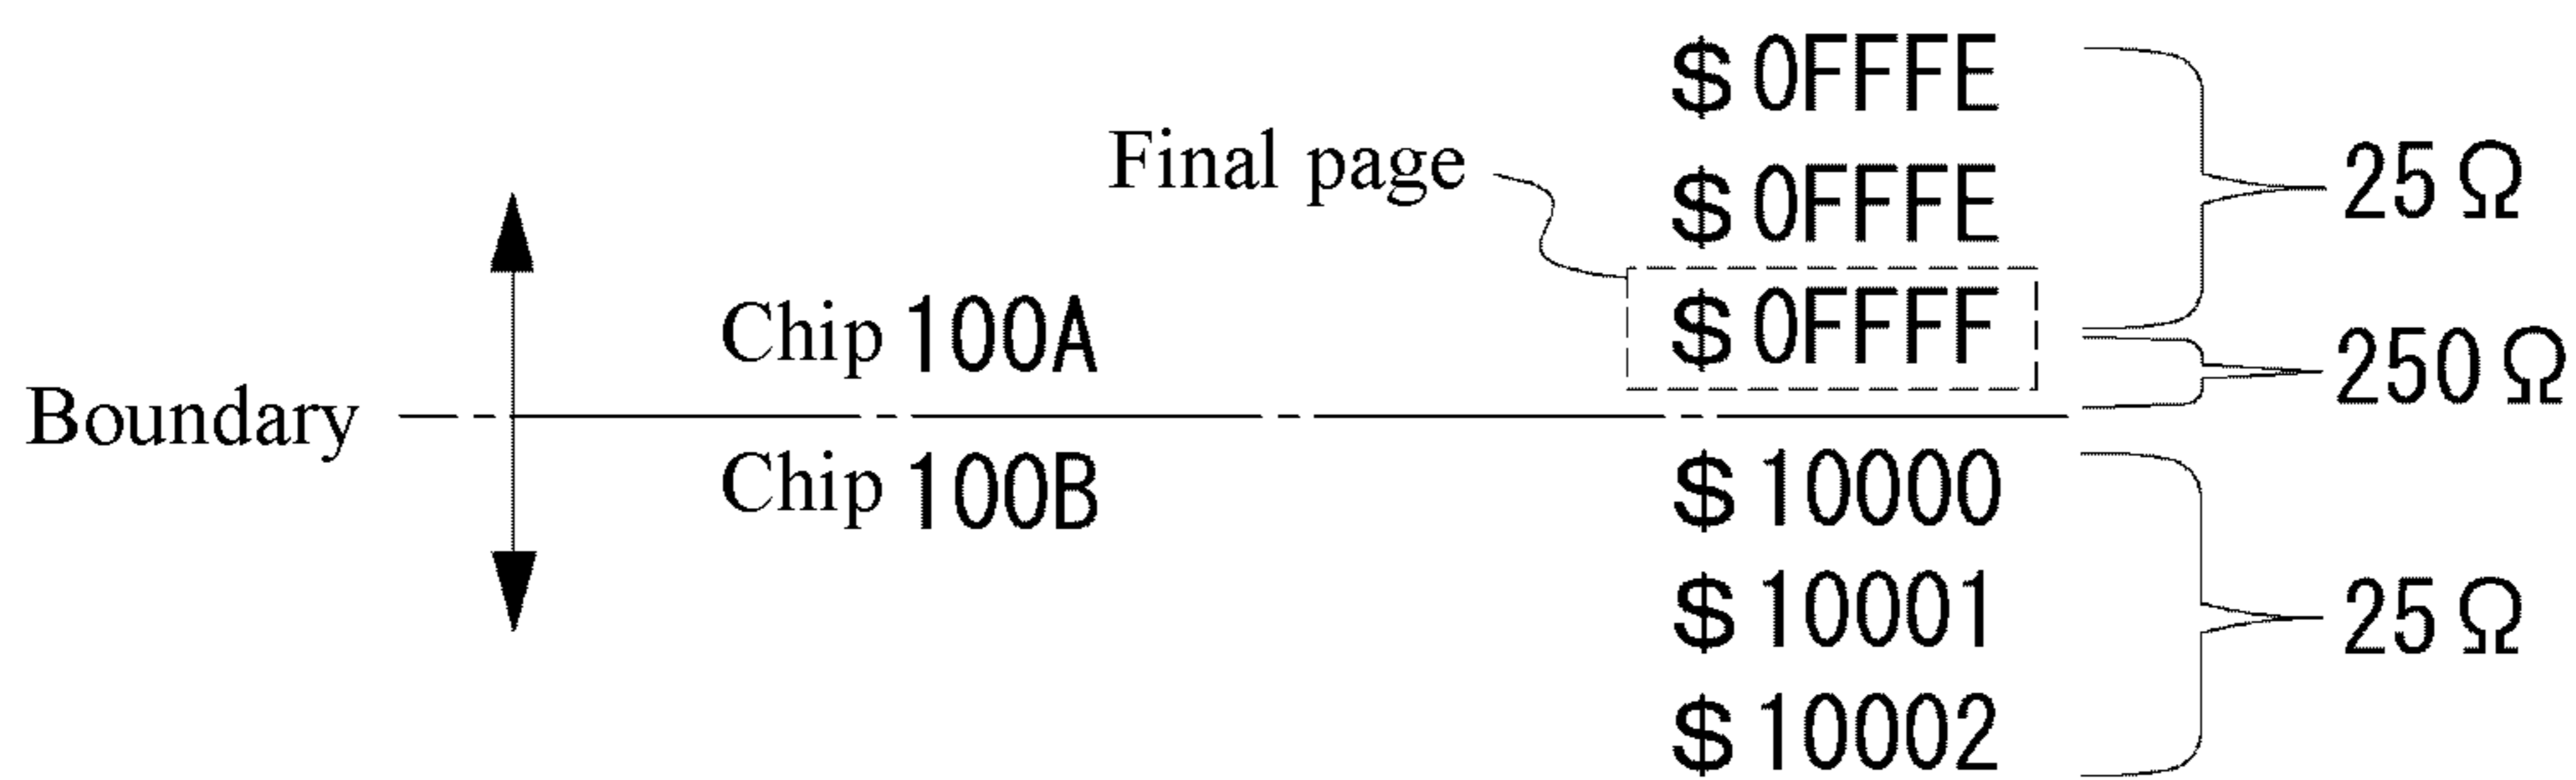 $0FFFE
Final page $0FFFE 25Ω
Chip 100A $0FFFF 250Ω
Boundary
Chip 100B $10000
$10001 25Ω
$10002